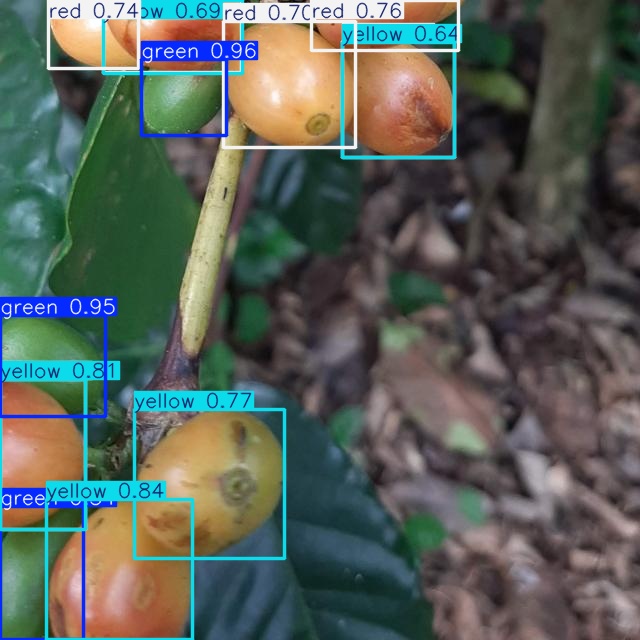 red 0.74
ow 0.69
red 0.70
red 0.76
yellow 0.64
green 0.96
green 0.95
yellow 0.81
yellow 0.77
yellow 0.84
green